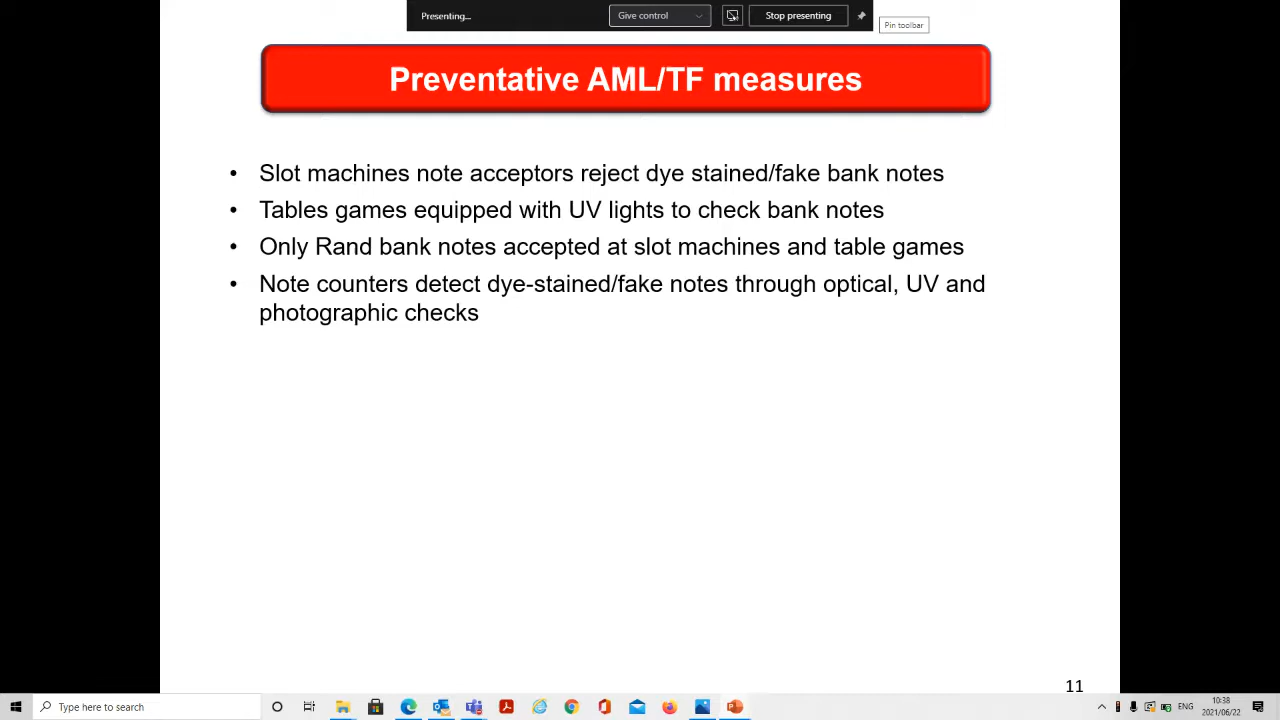 Presenting...
Give control
Stop presenting
Pin toolbar
Preventative AML/TF measures
• Slot machines note acceptors reject dye stained/fake bank notes
• Tables games equipped with UV lights to check bank notes
• Only Rand bank notes accepted at slot machines and table games
• Note counters detect dye-stained/fake notes through optical, UV and
photographic checks
11
Type here to search
ENG
10:38
2021/06/22